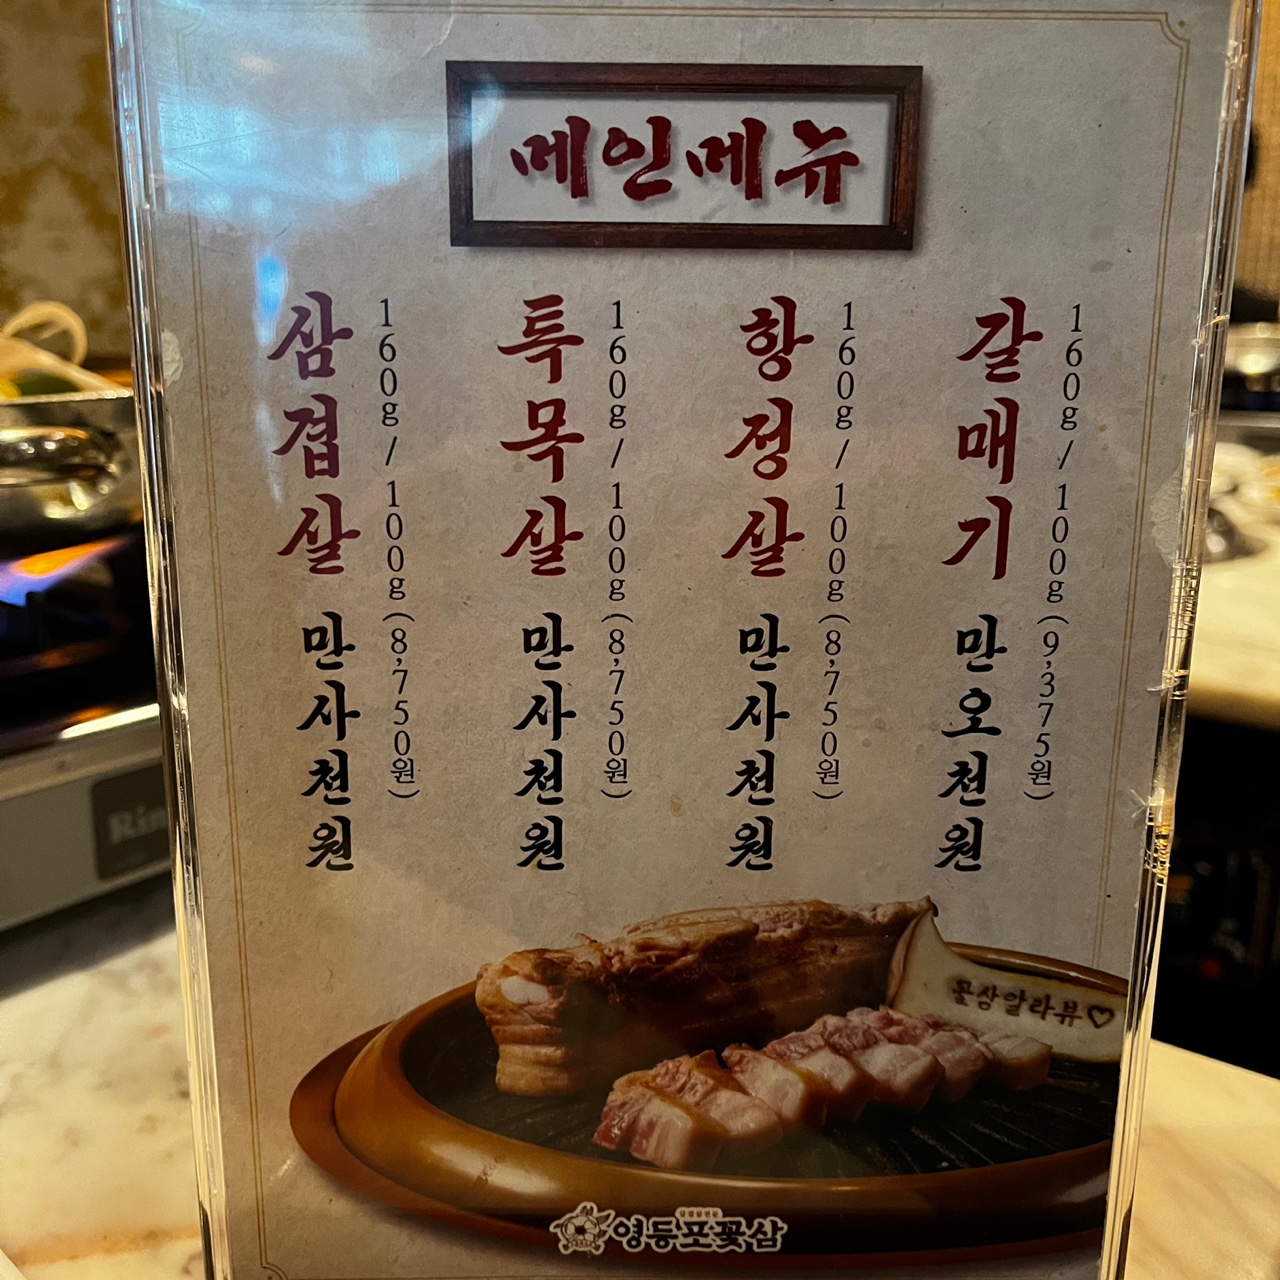 메인메뉴
삼겹살 만사천원
160g / 100g (8,750원)
특목살 만사천원
160g / 100g (8,750원)
항정살 만사천원
160g / 100g (8,750원)
갈매기 만오천원
160g / 100g (9,375원)
꽃삼알라뷰♡
영등포꽃삼